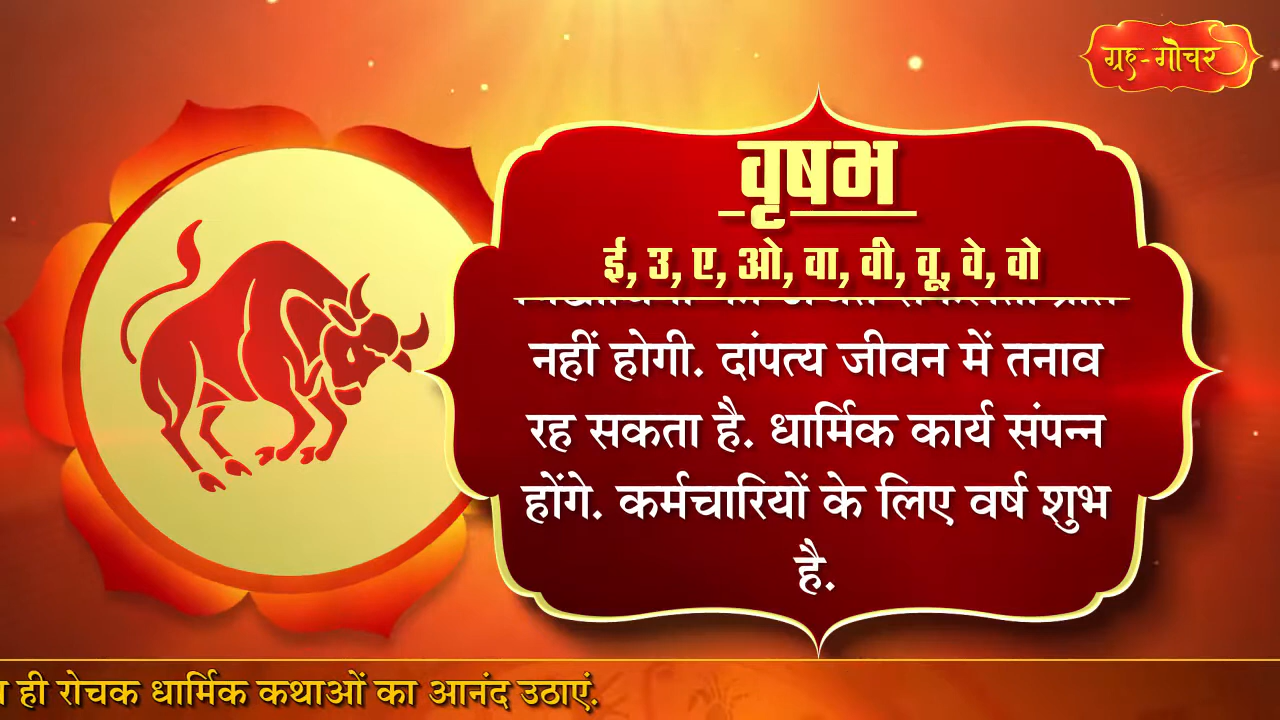 ग्रह-गोचर
वृषभ
ई, उ, ए, ओ, वा, वी, वू, वे, वो
नहीं होगी. दांपत्य जीवन में तनाव
रह सकता है. धार्मिक कार्य संपन्न
होंगे. कर्मचारियों के लिए वर्ष शुभ
है.
ही रोचक धार्मिक कथाओं का आनंद उठाएं.